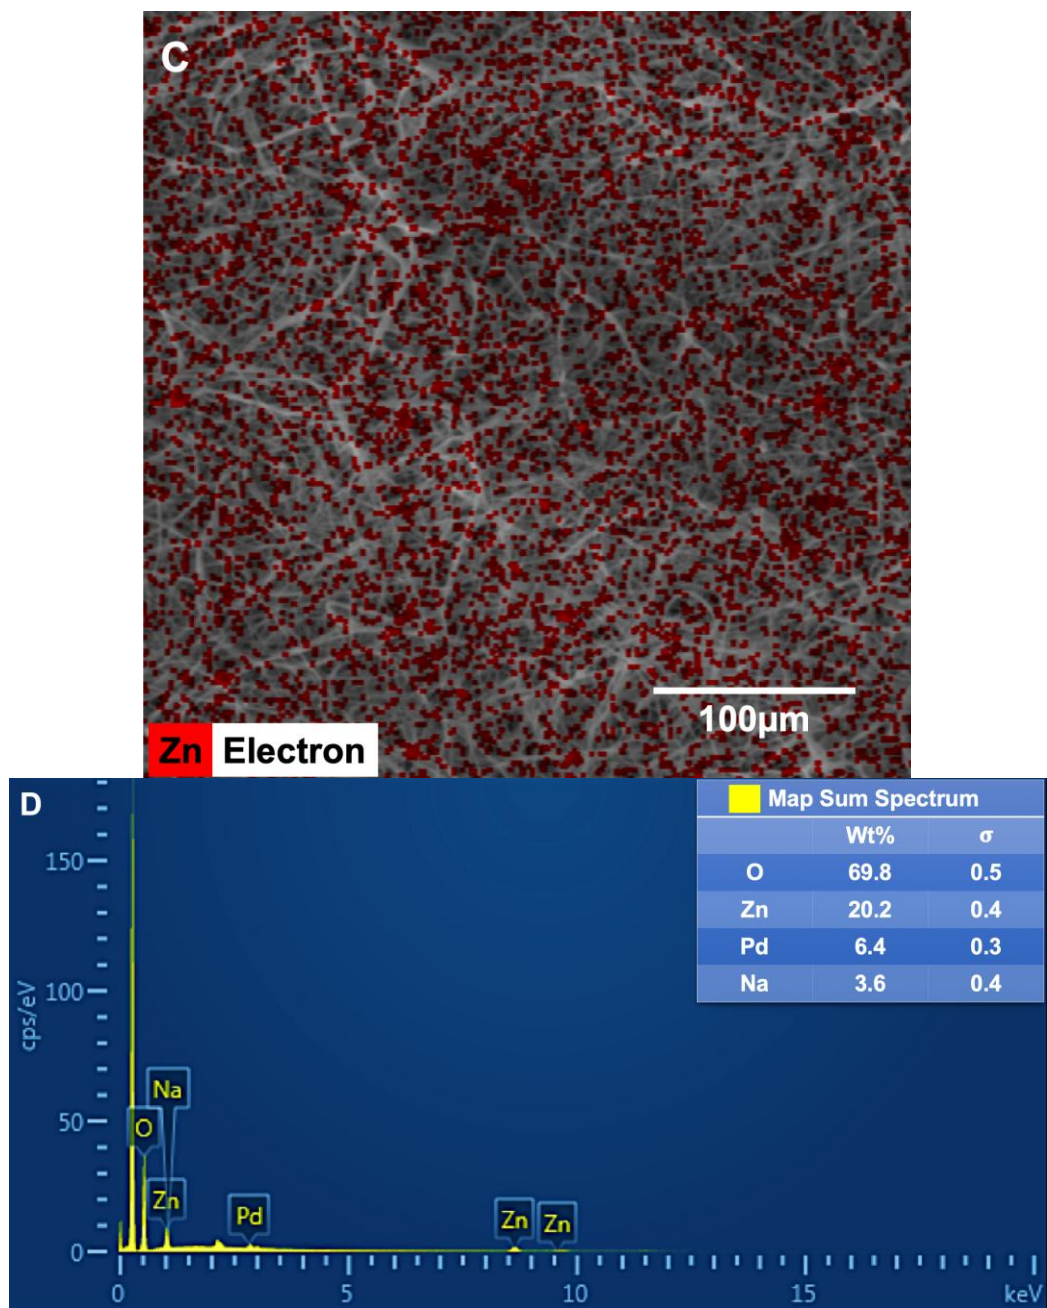 C
100μm
Zn Electron
D
Map Sum Spectrum
Wt% σ
O 69.8 0.5
Zn 20.2 0.4
Pd 6.4 0.3
Na 3.6 0.4
cps/eV
150
100
50
0
Na
O
Zn
Pd
Zn
Zn
0 5 10 15 keV